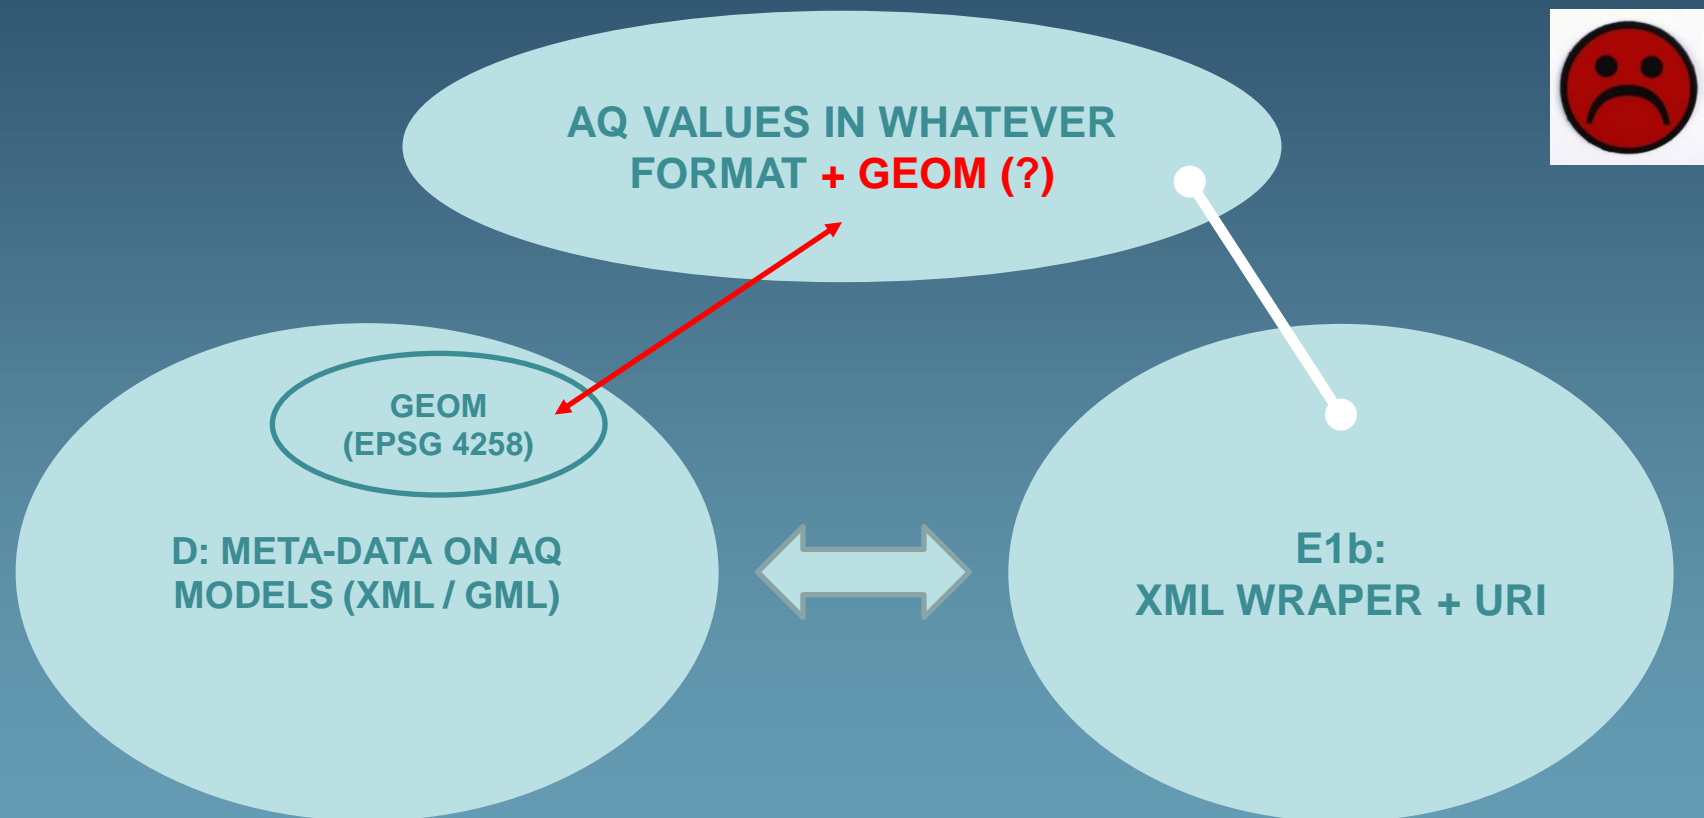 AQ VALUES IN WHATEVER
FORMAT + GEOM (?)
GEOM
(EPSG 4258)
D: META-DATA ON AQ
MODELS (XML / GML)
E1b:
XML WRAPER + URI